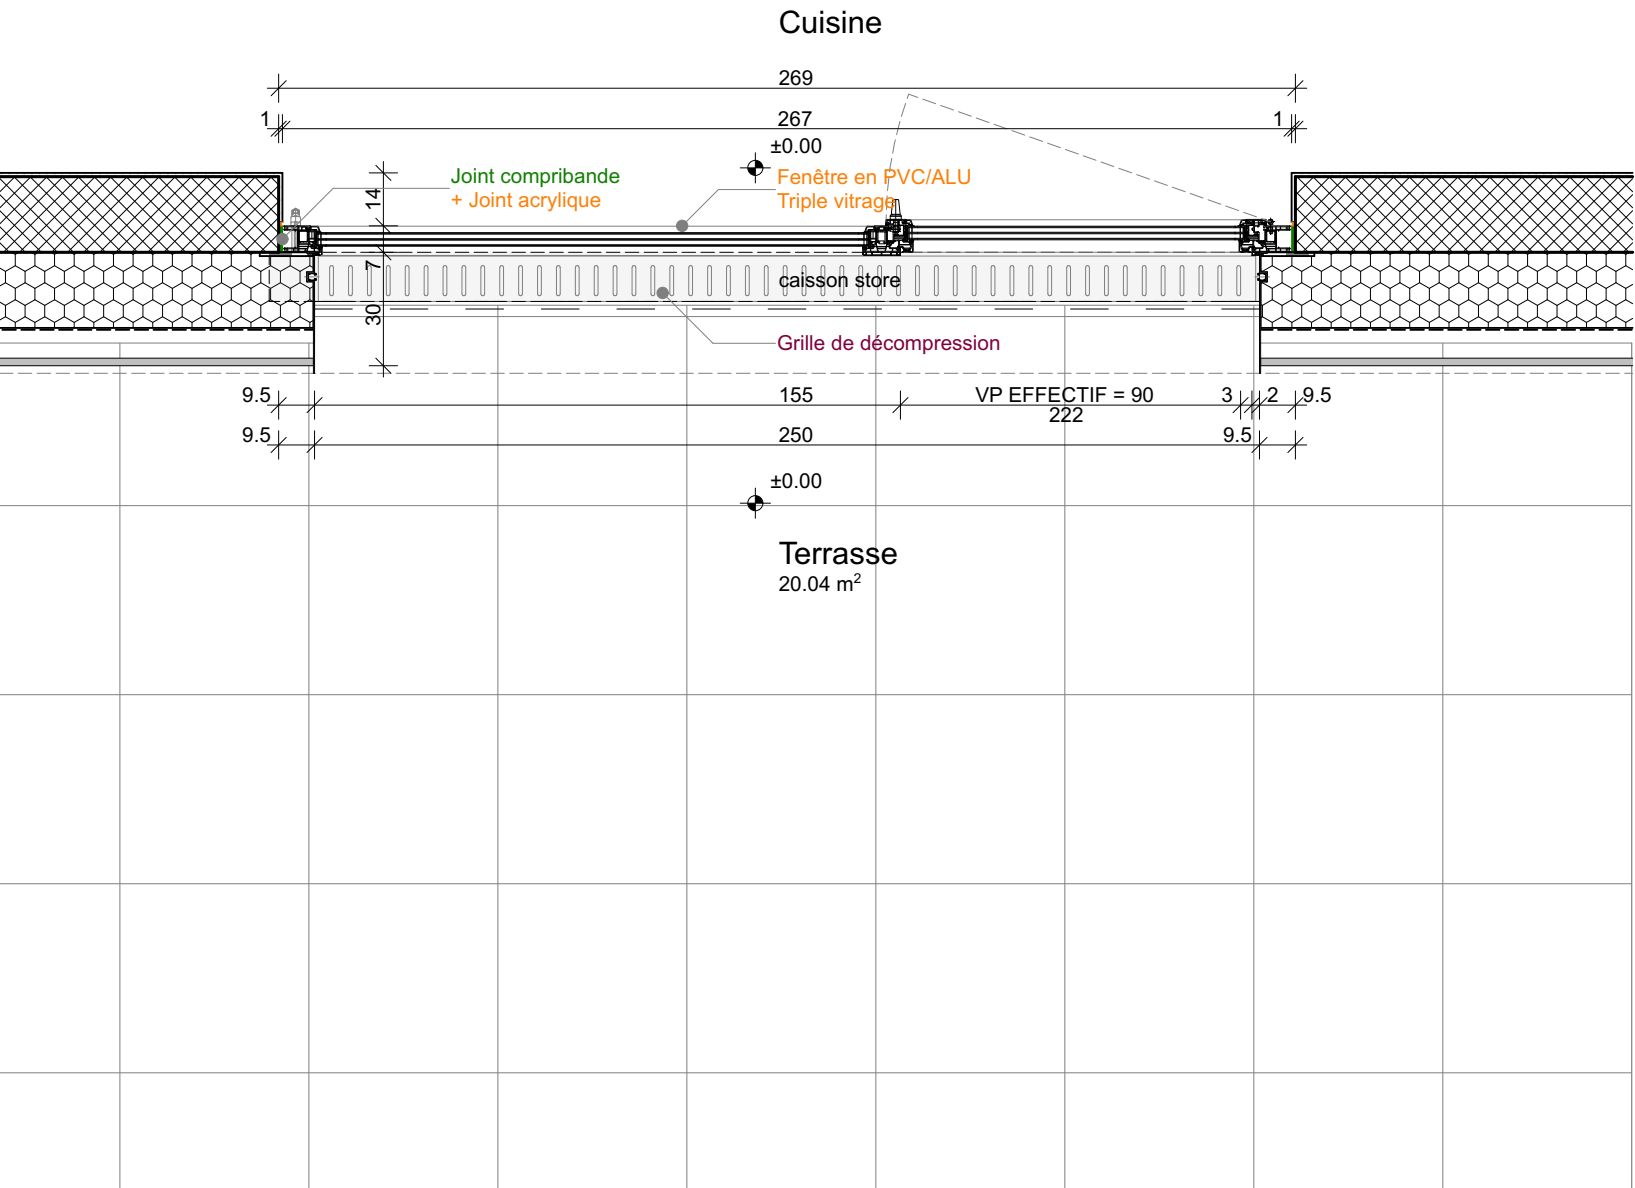 Cuisine
269
1
267
1
±0.00
Joint compribande
+ Joint acrylique
Fenêtre en PVC/ALU
Triple vitrage
14
7
30
caisson store
Grille de décompression
9.5
155
VP EFFECTIF = 90
3
2
9.5
222
9.5
250
9.5
±0.00
Terrasse
20.04 m²